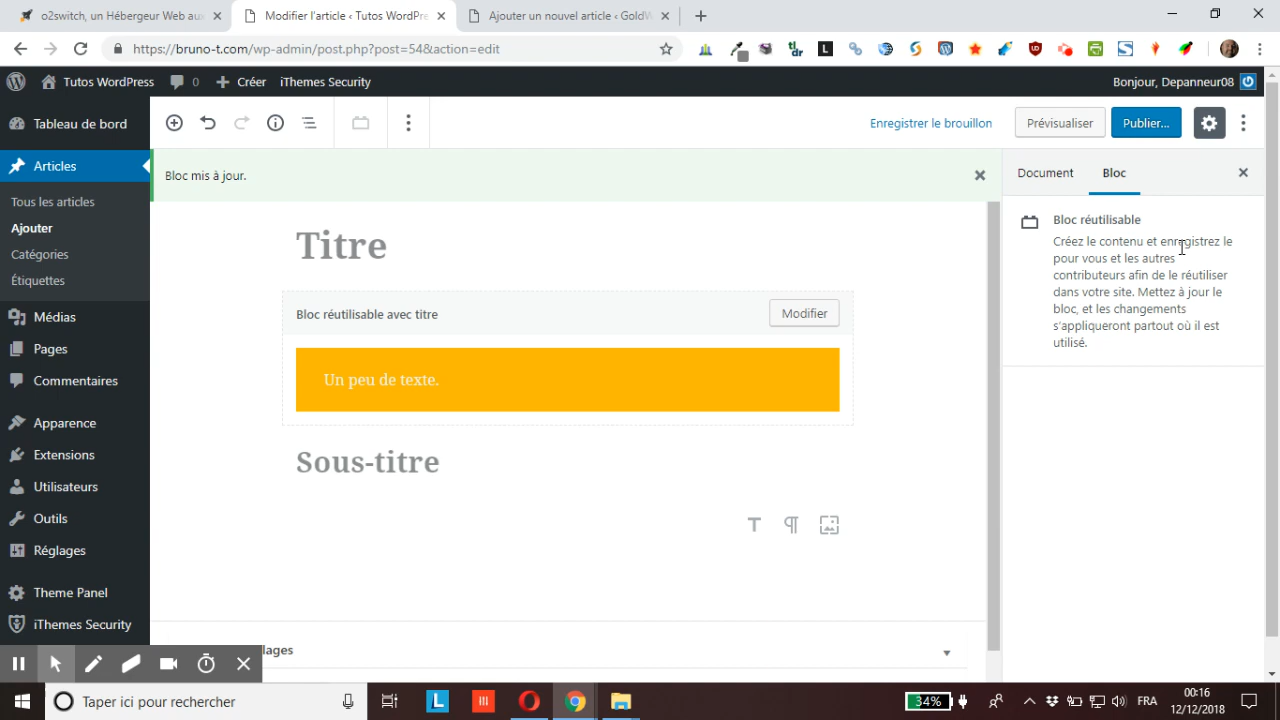 o2switch, un Hébergeur Web aux
Modifier l'article ‹ Tutos WordPre
Ajouter un nouvel article ‹ GoldW
https://bruno-t.com/wp-admin/post.php?post=54&action=edit
tl;dr
L
Tutos WordPress
0
Créer
iThemes Security
Bonjour, Depanneur08
Tableau de bord
Articles
Tous les articles
Ajouter
Catégories
Étiquettes
Médias
Pages
Commentaires
Apparence
Extensions
Utilisateurs
Outils
Réglages
Theme Panel
iThemes Security
Enregistrer le brouillon
Prévisualiser
Publier...
Bloc mis à jour.
Titre
Bloc réutilisable avec titre
Modifier
Un peu de texte.
Sous-titre
lages
Document
Bloc
Bloc réutilisable
Créez le contenu et enregistrez le
pour vous et les autres
contributeurs afin de le réutiliser
dans votre site. Mettez à jour le
bloc, et les changements
s'appliqueront partout où il est
utilisé.
Taper ici pour rechercher
L
34%
FRA
00:16
12/12/2018